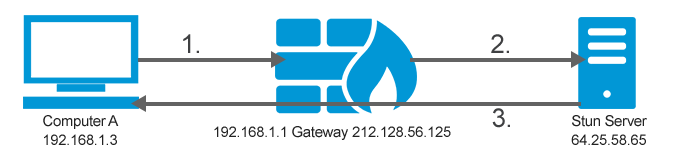 1.
2.
3.
Computer A
192.168.1.3
192.168.1.1 Gateway 212.128.56.125
Stun Server
64.25.58.65